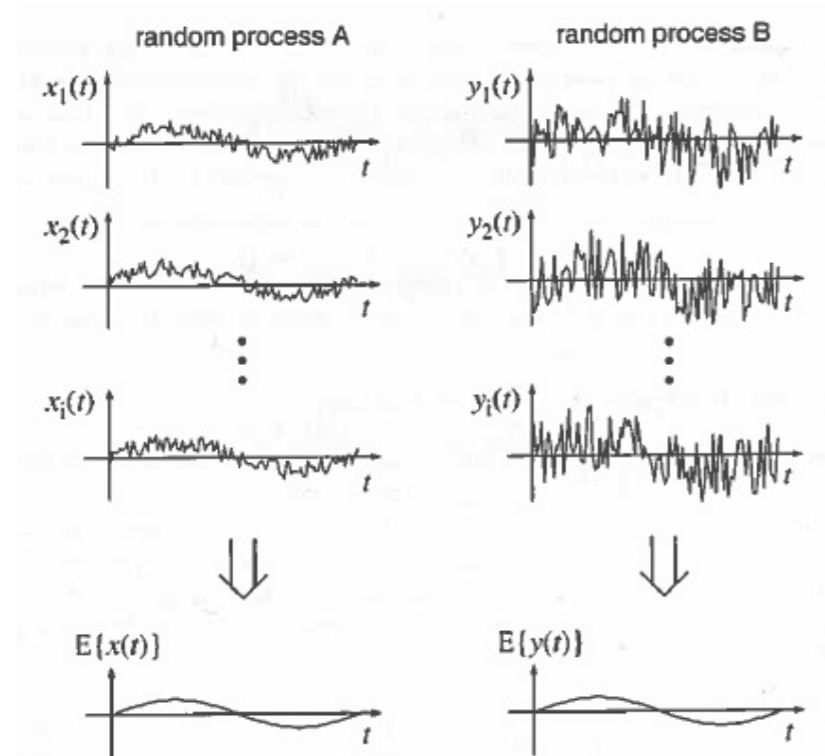 random process A
random process B
x₁(t)
t
y₁(t)
t
x₂(t)
t
y₂(t)
t
xᵢ(t)
t
yᵢ(t)
t
E{x(t)}
t
E{y(t)}
t